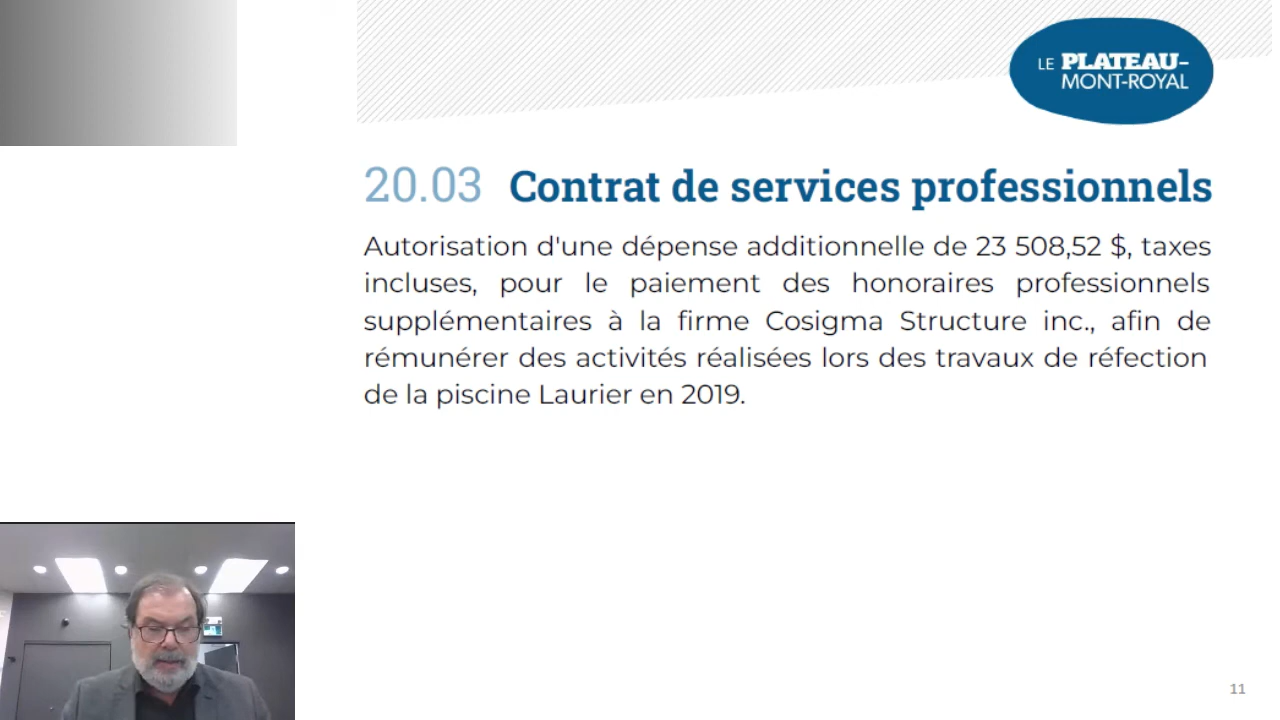 LE PLATEAU-
MONT-ROYAL
20.03 Contrat de services professionnels
Autorisation d'une dépense additionnelle de 23 508,52 $, taxes
incluses, pour le paiement des honoraires professionnels
supplémentaires à la firme Cosigma Structure inc., afin de
rémunérer des activités réalisées lors des travaux de réfection
de la piscine Laurier en 2019.
11